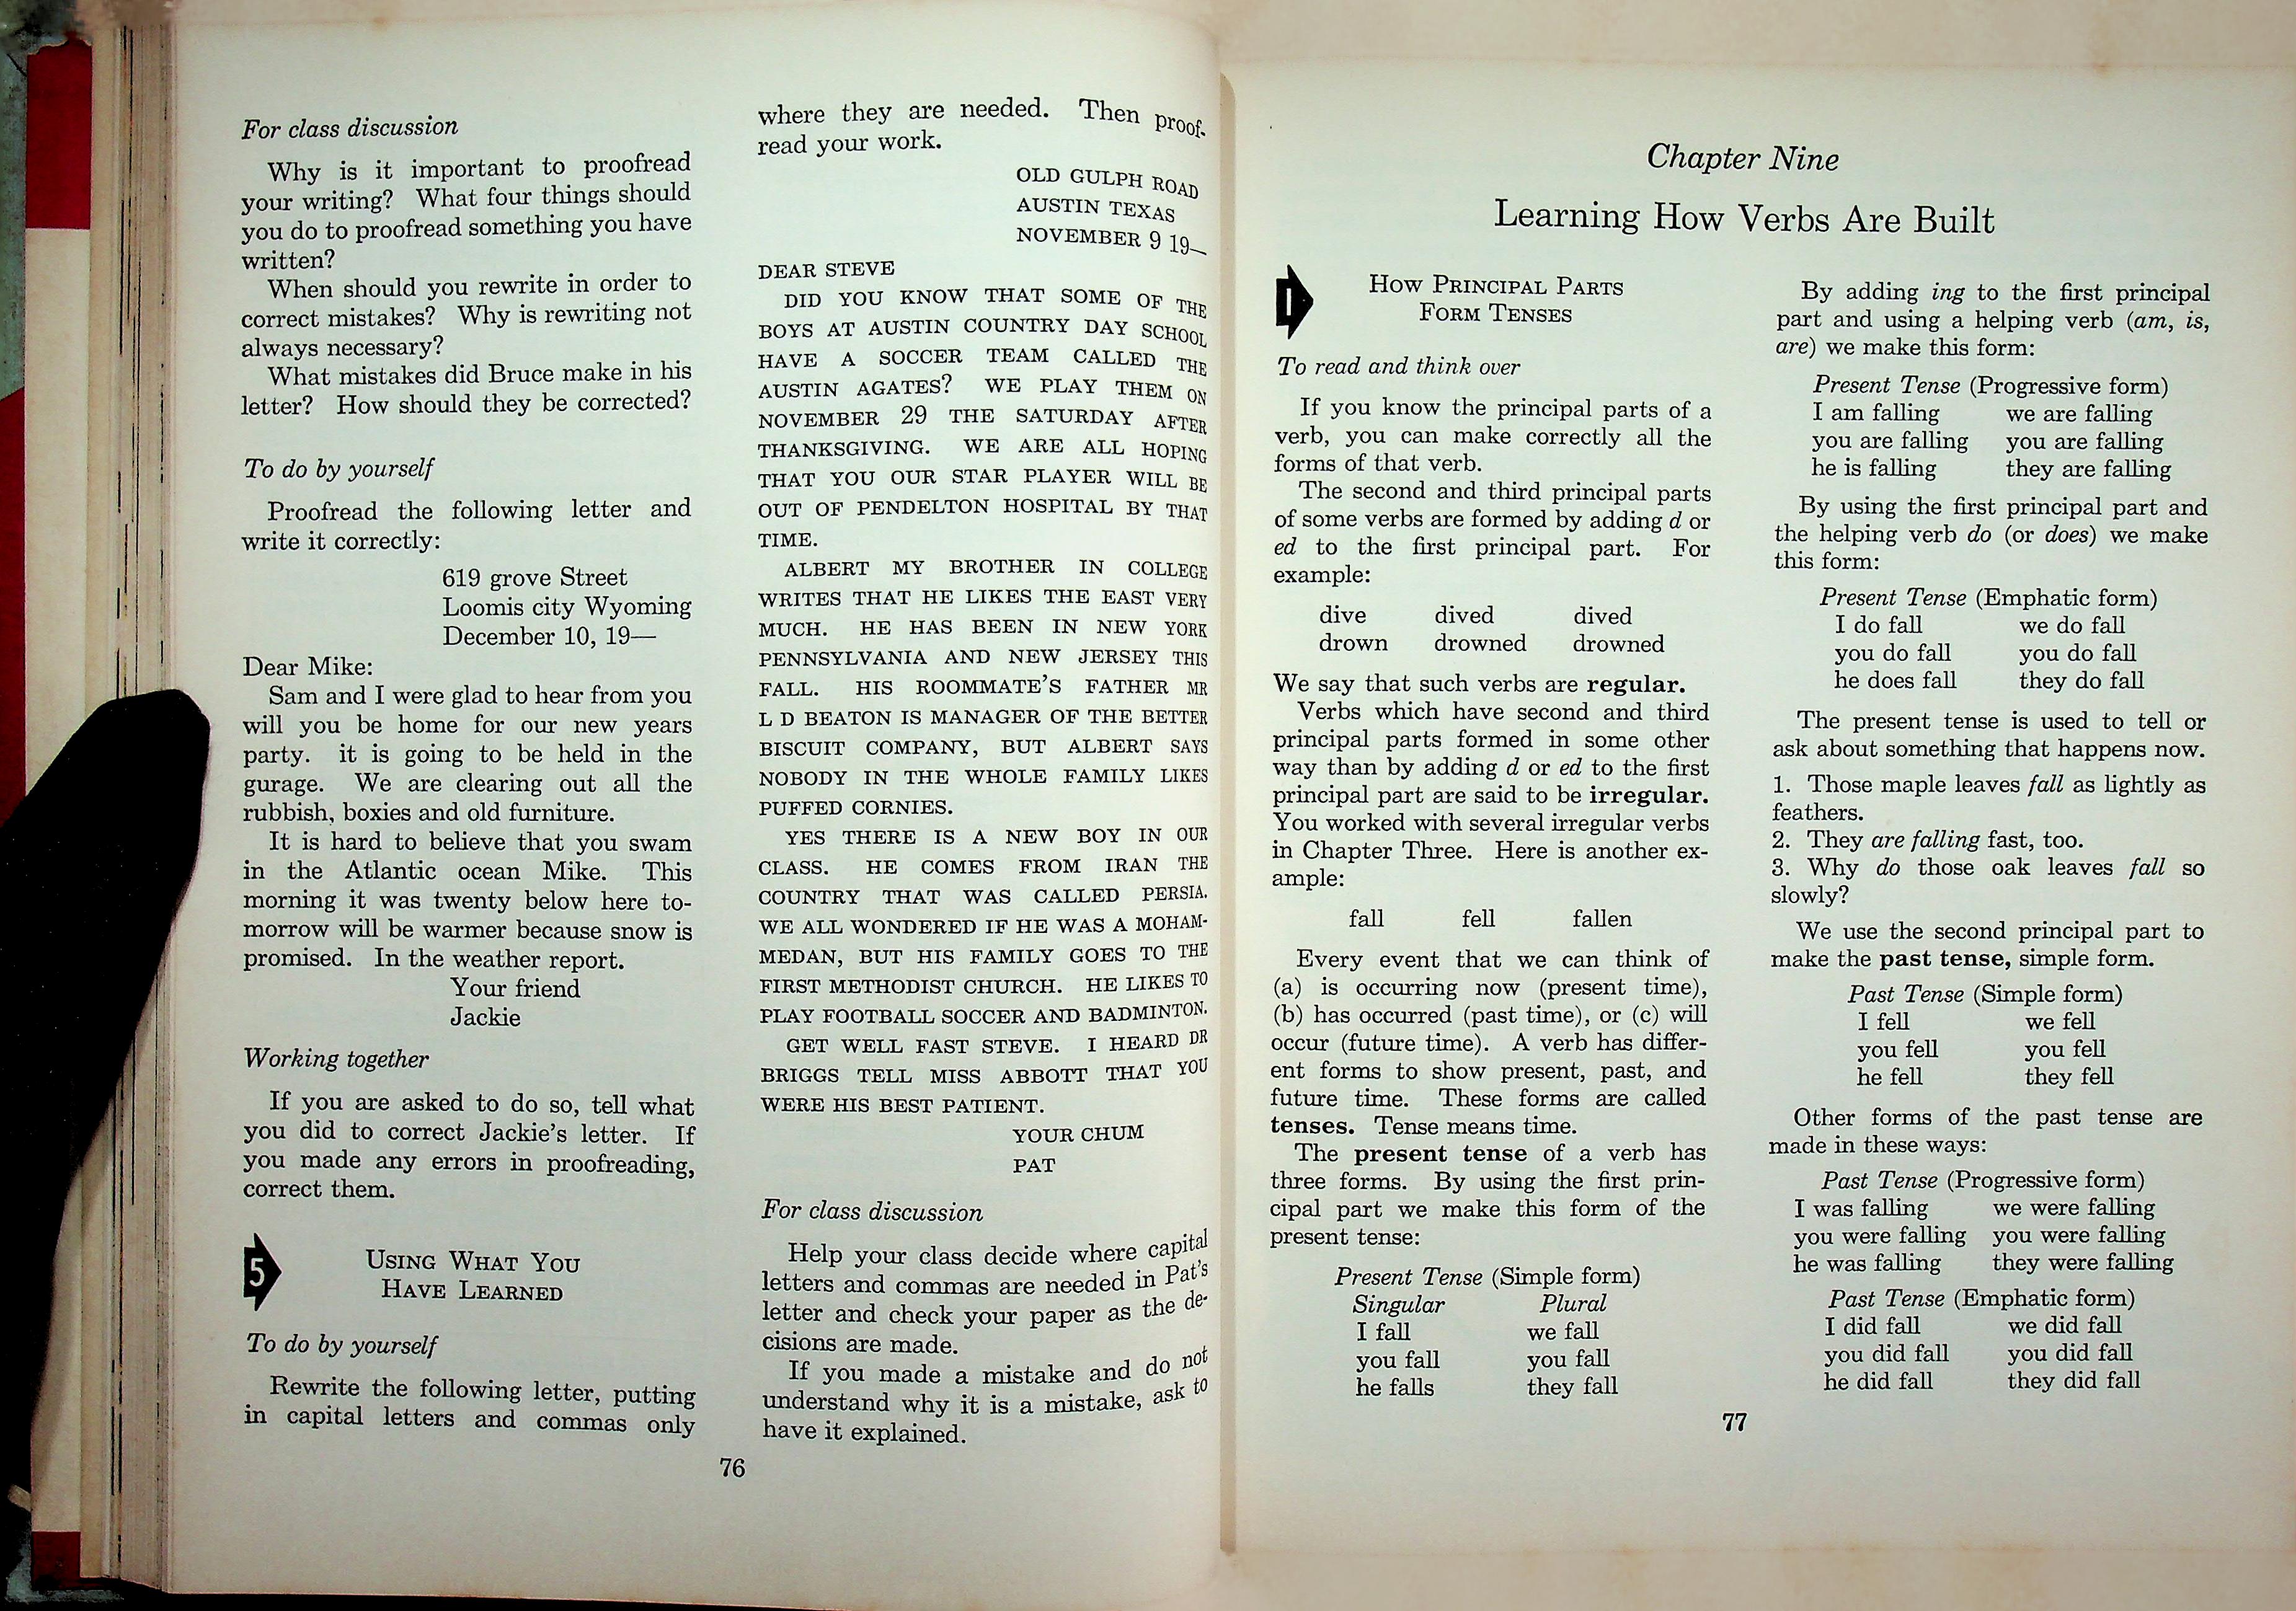 For class discussion
Why is it important to proofread
your writing? What four things should
you do to proofread something you have
written?
When should you rewrite in order to
correct mistakes? Why is rewriting not
always necessary?
What mistakes did Bruce make in his
letter? How should they be corrected?
To do by yourself
Proofread the following letter and
write it correctly:
619 grove Street
Loomis city Wyoming
December 10, 19—
Dear Mike:
Sam and I were glad to hear from you
will you be home for our new years
party. it is going to be held in the
gurage. We are clearing out all the
rubbish, boxies and old furniture.
It is hard to believe that you swam
in the Atlantic ocean Mike. This
morning it was twenty below here to-
morrow will be warmer because snow is
promised. In the weather report.
Your friend
Jackie
Working together
If you are asked to do so, tell what
you did to correct Jackie's letter. If
you made any errors in proofreading,
correct them.
5
USING WHAT YOU
HAVE LEARNED
To do by yourself
Rewrite the following letter, putting
in capital letters and commas only
where they are needed. Then proof-
read your work.
OLD GULPH ROAD
AUSTIN TEXAS
NOVEMBER 9 19—
DEAR STEVE
DID YOU KNOW THAT SOME OF THE
BOYS AT AUSTIN COUNTRY DAY SCHOOL
HAVE A SOCCER TEAM CALLED THE
AUSTIN AGATES? WE PLAY THEM ON
NOVEMBER 29 THE SATURDAY AFTER
THANKSGIVING. WE ARE ALL HOPING
THAT YOU OUR STAR PLAYER WILL BE
OUT OF PENDELTON HOSPITAL BY THAT
TIME.
ALBERT MY BROTHER IN COLLEGE
WRITES THAT HE LIKES THE EAST VERY
MUCH. HE HAS BEEN IN NEW YORK
PENNSYLVANIA AND NEW JERSEY THIS
FALL. HIS ROOMMATE'S FATHER MR
L D BEATON IS MANAGER OF THE BETTER
BISCUIT COMPANY, BUT ALBERT SAYS
NOBODY IN THE WHOLE FAMILY LIKES
PUFFED CORNIES.
YES THERE IS A NEW BOY IN OUR
CLASS. HE COMES FROM IRAN THE
COUNTRY THAT WAS CALLED PERSIA.
WE ALL WONDERED IF HE WAS A MOHAM-
MEDAN, BUT HIS FAMILY GOES TO THE
FIRST METHODIST CHURCH. HE LIKES TO
PLAY FOOTBALL SOCCER AND BADMINTON.
GET WELL FAST STEVE. I HEARD DR
BRIGGS TELL MISS ABBOTT THAT YOU
WERE HIS BEST PATIENT.
YOUR CHUM
PAT
For class discussion
Help your class decide where capital
letters and commas are needed in Pat's
letter and check your paper as the de-
cisions are made.
If you made a mistake and do not
understand why it is a mistake, ask to
have it explained.
76
Chapter Nine
Learning How Verbs Are Built
1
HOW PRINCIPAL PARTS
FORM TENSES
To read and think over
If you know the principal parts of a
verb, you can make correctly all the
forms of that verb.
The second and third principal parts
of some verbs are formed by adding d or
ed to the first principal part. For
example:
dive dived dived
drown drowned drowned
We say that such verbs are regular.
Verbs which have second and third
principal parts formed in some other
way than by adding d or ed to the first
principal part are said to be irregular.
You worked with several irregular verbs
in Chapter Three. Here is another ex-
ample:
fall fell fallen
Every event that we can think of
(a) is occurring now (present time),
(b) has occurred (past time), or (c) will
occur (future time). A verb has differ-
ent forms to show present, past, and
future time. These forms are called
tenses. Tense means time.
The present tense of a verb has
three forms. By using the first prin-
cipal part we make this form of the
present tense:
Present Tense (Simple form)
Singular Plural
I fall we fall
you fall you fall
he falls they fall
By adding ing to the first principal
part and using a helping verb (am, is,
are) we make this form:
Present Tense (Progressive form)
I am falling we are falling
you are falling you are falling
he is falling they are falling
By using the first principal part and
the helping verb do (or does) we make
this form:
Present Tense (Emphatic form)
I do fall we do fall
you do fall you do fall
he does fall they do fall
The present tense is used to tell or
ask about something that happens now.
1. Those maple leaves fall as lightly as
feathers.
2. They are falling fast, too.
3. Why do those oak leaves fall so
slowly?
We use the second principal part to
make the past tense, simple form.
Past Tense (Simple form)
I fell we fell
you fell you fell
he fell they fell
Other forms of the past tense are
made in these ways:
Past Tense (Progressive form)
I was falling we were falling
you were falling you were falling
he was falling they were falling
Past Tense (Emphatic form)
I did fall we did fall
you did fall you did fall
he did fall they did fall
77